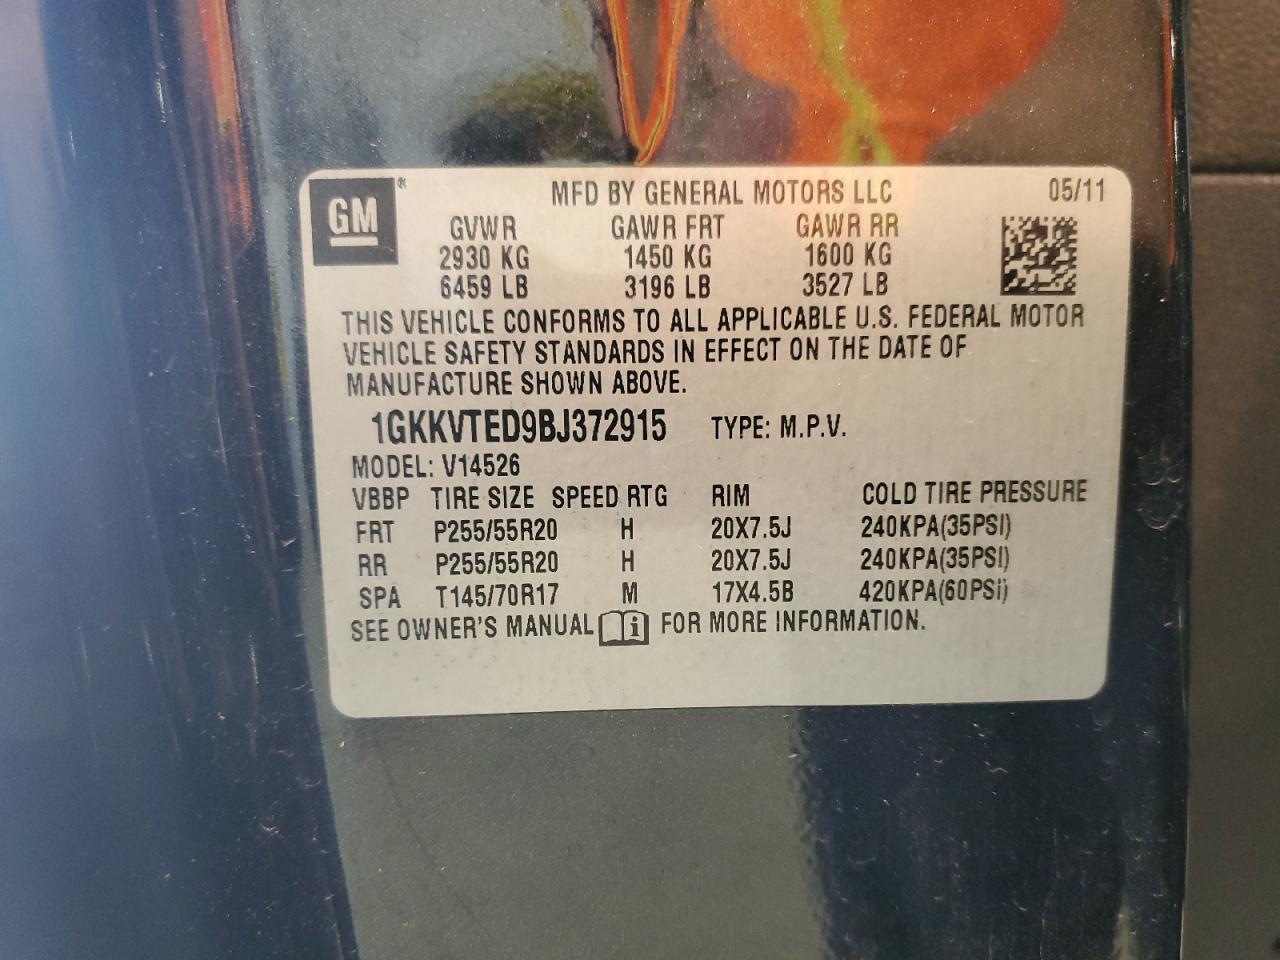 GM® MFD BY GENERAL MOTORS LLC 05/11
GVWR GAWR FRT GAWR RR
2930 KG 1450 KG 1600 KG
6459 LB 3196 LB 3527 LB
THIS VEHICLE CONFORMS TO ALL APPLICABLE U.S. FEDERAL MOTOR
VEHICLE SAFETY STANDARDS IN EFFECT ON THE DATE OF
MANUFACTURE SHOWN ABOVE.
1GKKVTED9BJ372915 TYPE: M.P.V.
MODEL: V14526
VBBP TIRE SIZE SPEED RTG RIM COLD TIRE PRESSURE
FRT P255/55R20 H 20X7.5J 240KPA(35PSI)
RR P255/55R20 H 20X7.5J 240KPA(35PSI)
SPA T145/70R17 M 17X4.5B 420KPA(60PSI)
SEE OWNER'S MANUAL i FOR MORE INFORMATION.